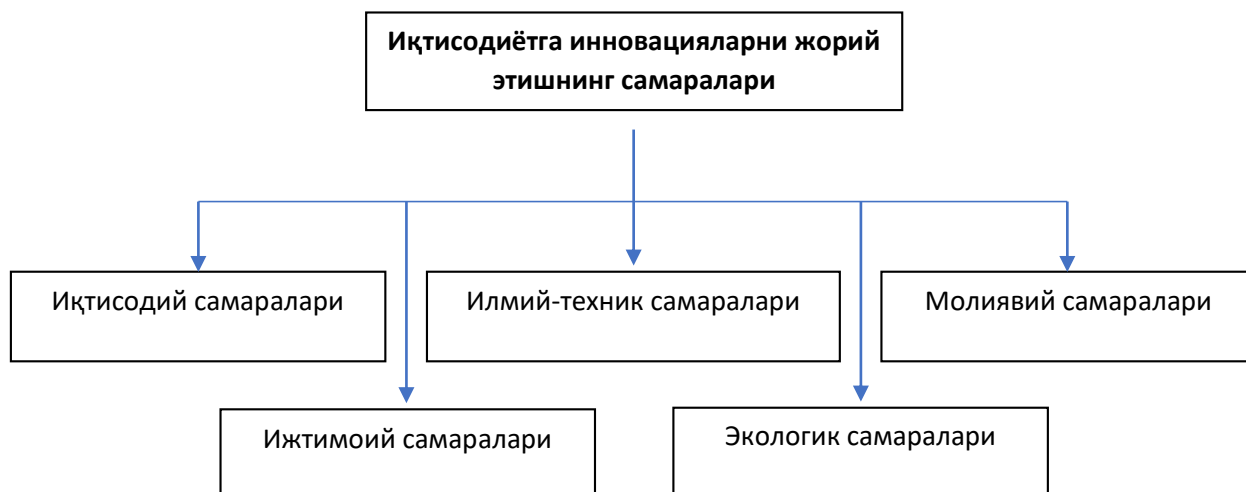 Иқтисодиётга инновацияларни жорий
этишнинг самаралари
Иқтисодий самаралари
Илмий-техник самаралари
Молиявий самаралари
Ижтимоий самаралари
Экологик самаралари